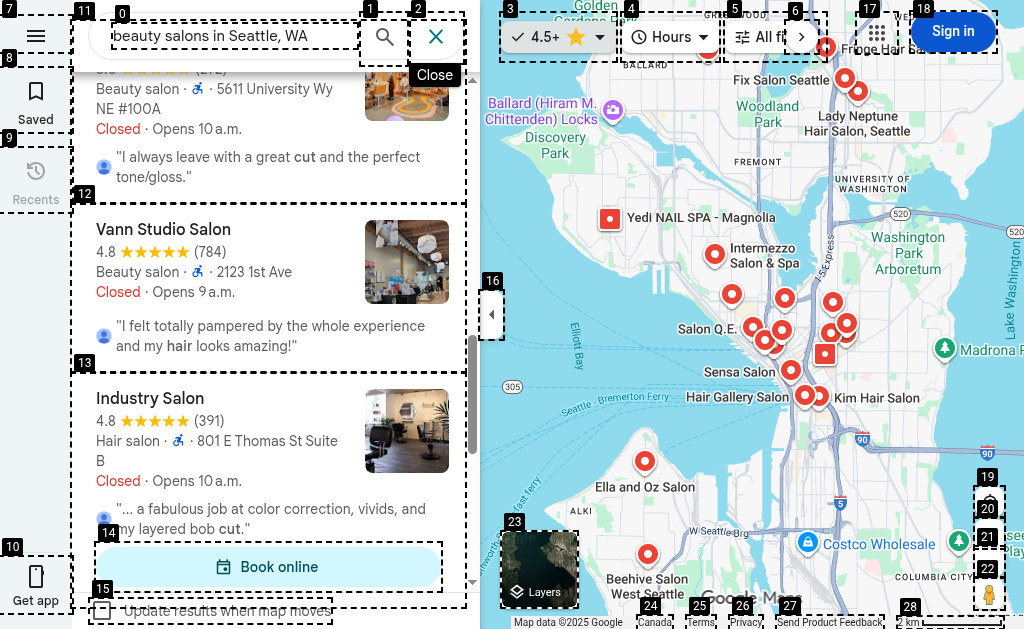 beauty salons in Seattle, WA
Close
Saved
Recents
Get app
Beauty salon · 5611 University Wy
NE #100A
Closed · Opens 10 a.m.
"I always leave with a great cut and the perfect
tone/gloss."
Vann Studio Salon
4.8 (784)
Beauty salon · 2123 1st Ave
Closed · Opens 9 a.m.
"I felt totally pampered by the whole experience
and my hair looks amazing!"
Industry Salon
4.8 (391)
Hair salon · 801 E Thomas St Suite
B
Closed · Opens 10 a.m.
"... a fabulous job at color correction, vivids, and
my layered bob cut."
Book online
Update results when map moves
4.5+
Hours
All fi
Sign in
BALLARD
Fringe Hair
Fix Salon Seattle
Ballard (Hiram M.
Chittenden) Locks
Woodland
Park
Lady Neptune
Hair Salon, Seattle
Discovery
Park
FREMONT
UNIVERSITY OF
WASHINGTON
Yedi NAIL SPA - Magnolia
520
520
Washington
Park
Arboretum
Intermezzo
Salon & Spa
I-5 Express
Lake Washington
Salon Q.E.
Elliott Bay
Madrona
Sensa Salon
305
Seattle - Bremerton Ferry
Hair Gallery Salon
Kim Hair Salon
90
90
Ella and Oz Salon
fast ferry
5
ALKI
W Seattle Brg
Costco Wholesale
Beehive Salon
West Seattle
COLUMBIA CITY
Layers
Google Maps
Map data ©2025 Google
Canada
Terms
Privacy
Send Product Feedback
2 km
0
1
2
3
4
5
6
7
8
9
10
11
12
13
14
15
16
17
18
19
20
21
22
23
24
25
26
27
28